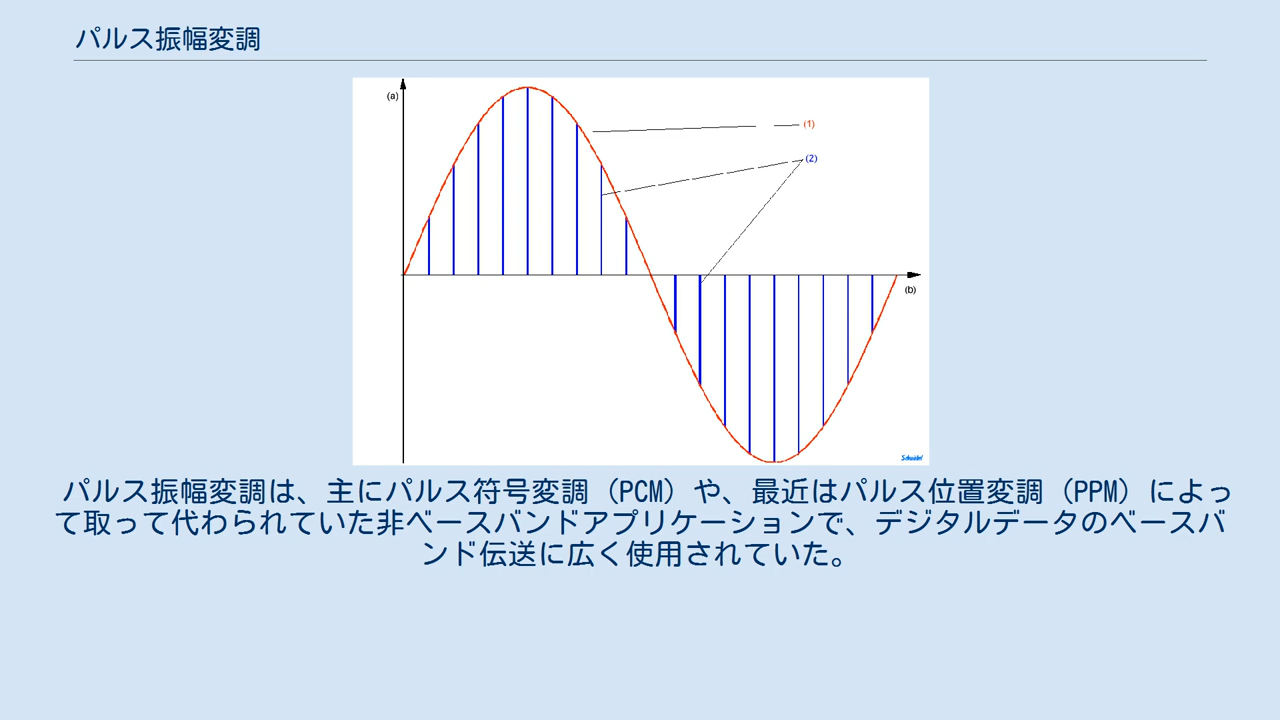 パルス振幅変調
(a)
(1)
(2)
(b)
Schneidel
パルス振幅変調は、主にパルス符号変調（PCM）や、最近はパルス位置変調（PPM）によっ
て取って代わられていた非ベースバンドアプリケーションで、デジタルデータのベースバ
ンド伝送に広く使用されていた。